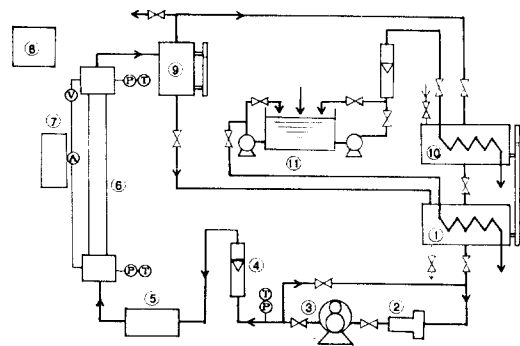 ⑧
⑨
P T
V
⑦
A
⑥
⑪
⑩
①
P T
④
T
P
③
②
⑤